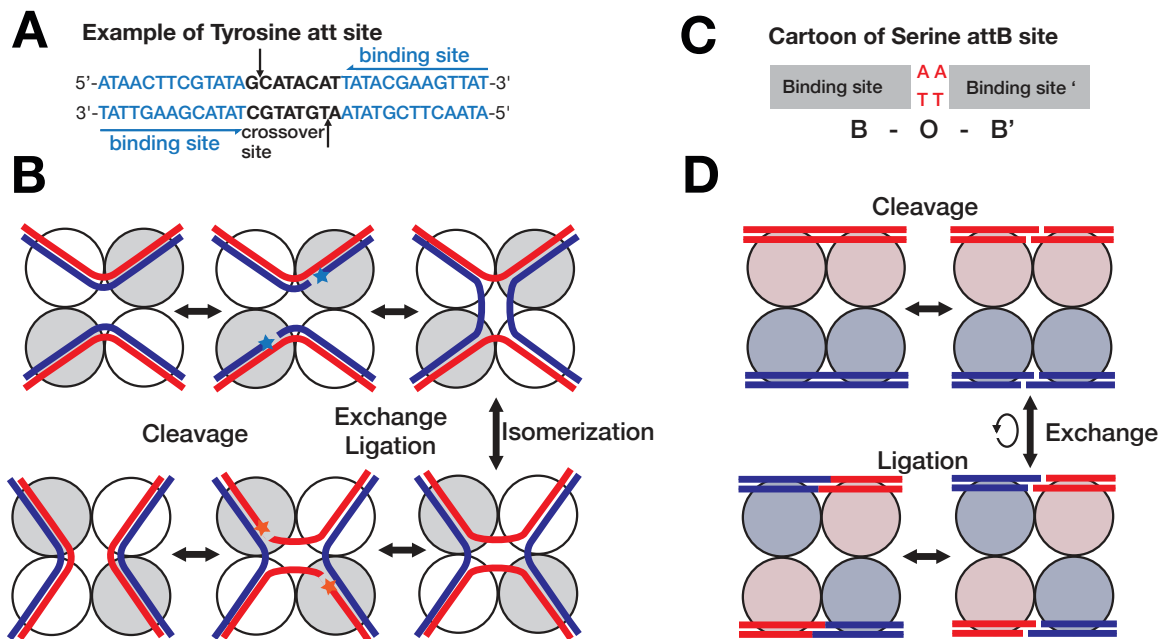 A
Example of Tyrosine att site
binding site
5'-ATAACTTCGTATAGCATACATTATACGAAGTTAT-3'
3'-TATTGAAGCATATCGTATGTAATATGCTTCAATA-5'
binding site
crossover
site
C
Cartoon of Serine attB site
Binding site
A A
T T
Binding site ‘
B - O - B’
B
Cleavage
Exchange
Ligation
Isomerization
D
Cleavage
Exchange
Ligation